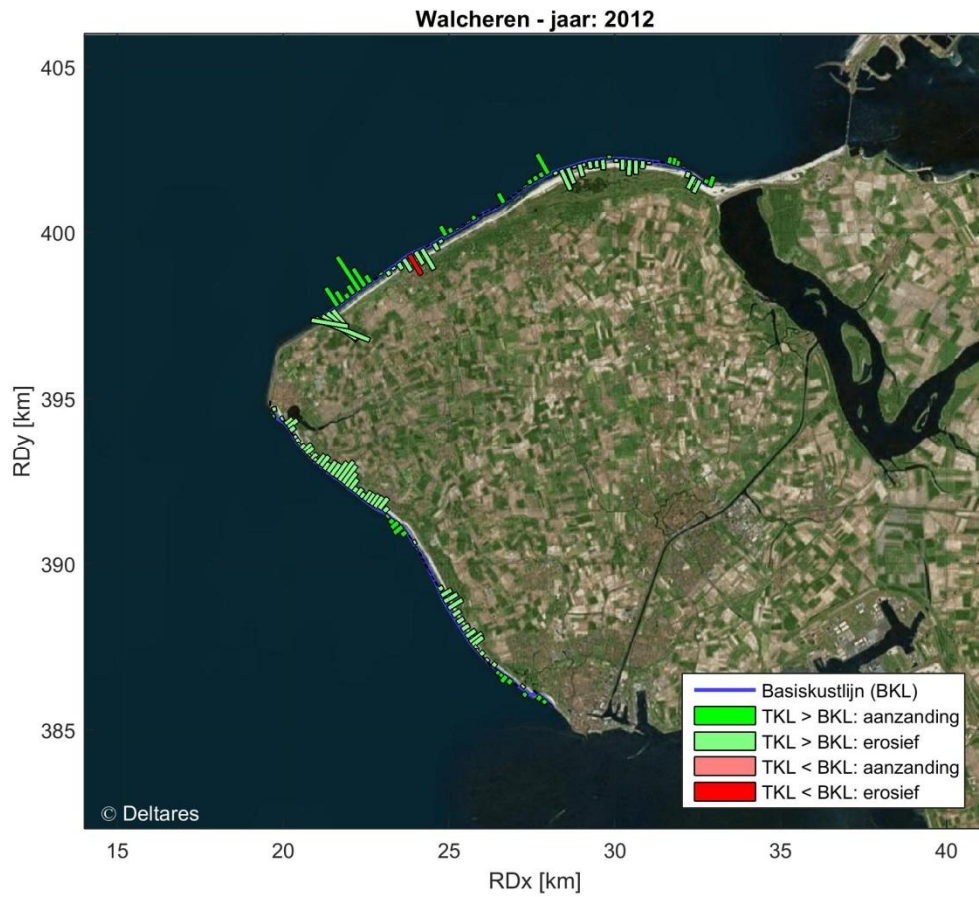 Walcheren - jaar: 2012
405
400
395
390
385
RDy [km]
Basiskustlijn (BKL)
TKL > BKL: aanzanding
TKL > BKL: erosief
TKL < BKL: aanzanding
TKL < BKL: erosief
© Deltares
15 20 25 30 35 40
RDx [km]